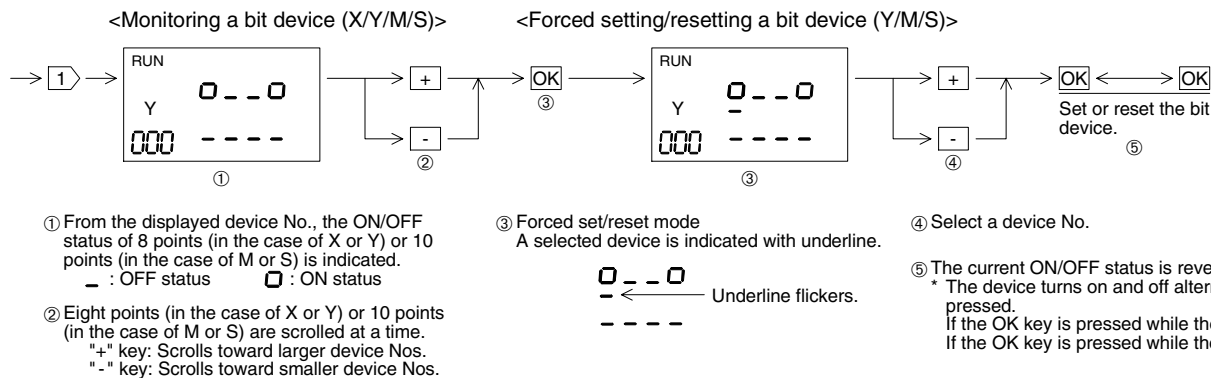 <Monitoring a bit device (X/Y/M/S)>
<Forced setting/resetting a bit device (Y/M/S)>
1
RUN
Y
000
①
+
-
②
OK
③
RUN
Y
000
③
+
-
④
OK
OK
Set or reset the bit
device.
⑤
① From the displayed device No., the ON/OFF
status of 8 points (in the case of X or Y) or 10
points (in the case of M or S) is indicated.
: OFF status : ON status
② Eight points (in the case of X or Y) or 10 points
(in the case of M or S) are scrolled at a time.
"+" key: Scrolls toward larger device Nos.
"-" key: Scrolls toward smaller device Nos.
③ Forced set/reset mode
A selected device is indicated with underline.
Underline flickers.
④ Select a device No.
⑤ The current ON/OFF status is
* The device turns on and off
pressed.
If the OK key is pressed while
If the OK key is pressed while